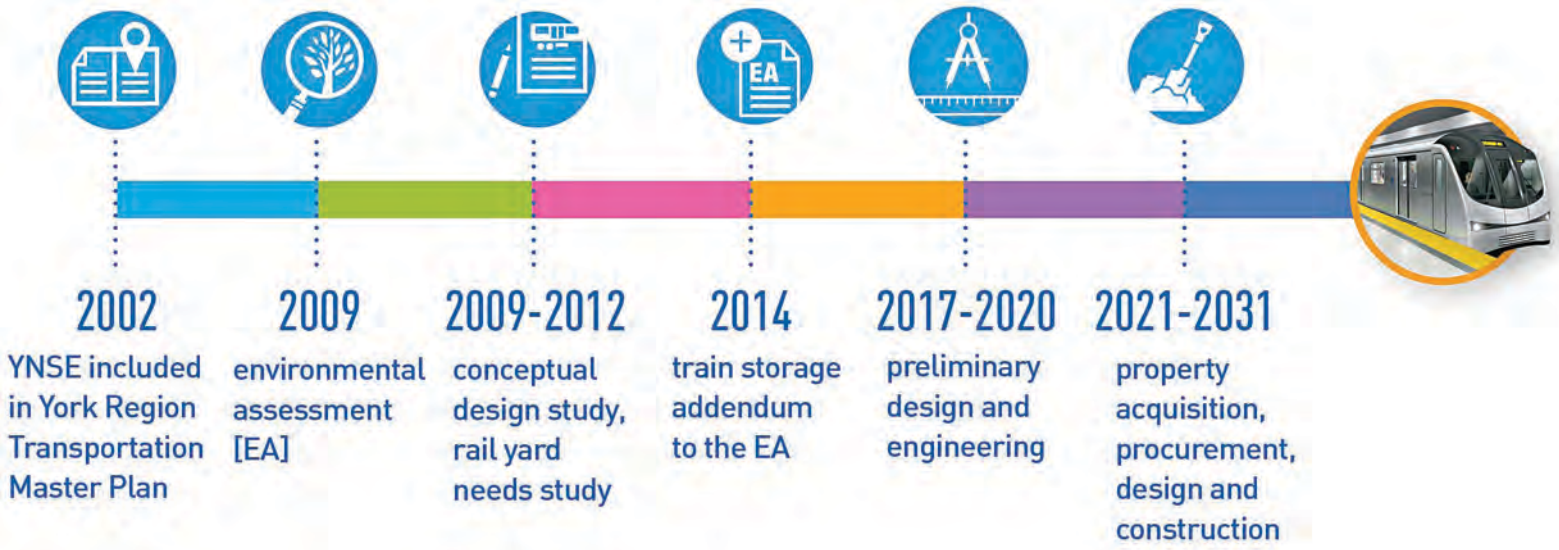 EA
2002
YNSE included
in York Region
Transportation
Master Plan
2009
environmental
assessment
[EA]
2009-2012
conceptual
design study,
rail yard
needs study
2014
train storage
addendum
to the EA
2017-2020
preliminary
design and
engineering
2021-2031
property
acquisition,
procurement,
design and
construction